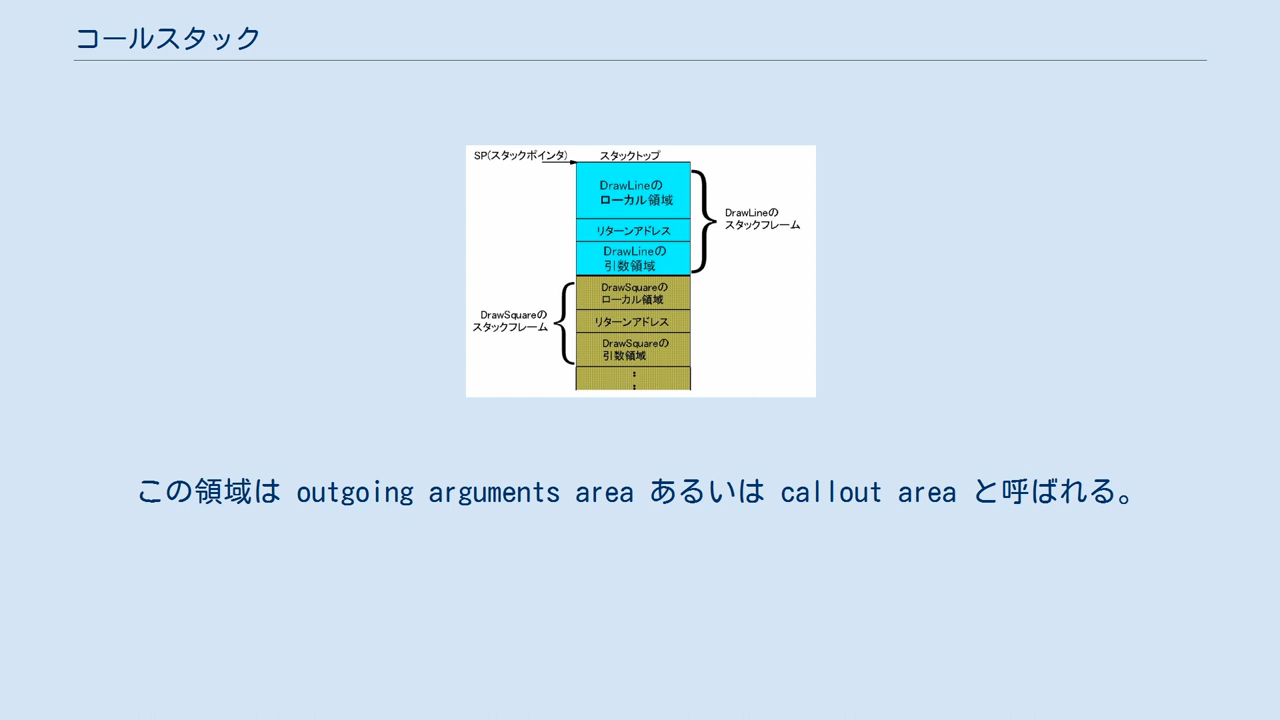 コールスタック
SP(スタックポインタ)
スタックトップ
DrawLineの
ローカル領域
リターンアドレス
DrawLineの
引数領域
DrawLineの
スタックフレーム
DrawSquareの
ローカル領域
リターンアドレス
DrawSquareの
引数領域
:
:
DrawSquareの
スタックフレーム
この領域は outgoing arguments area あるいは callout area と呼ばれる。